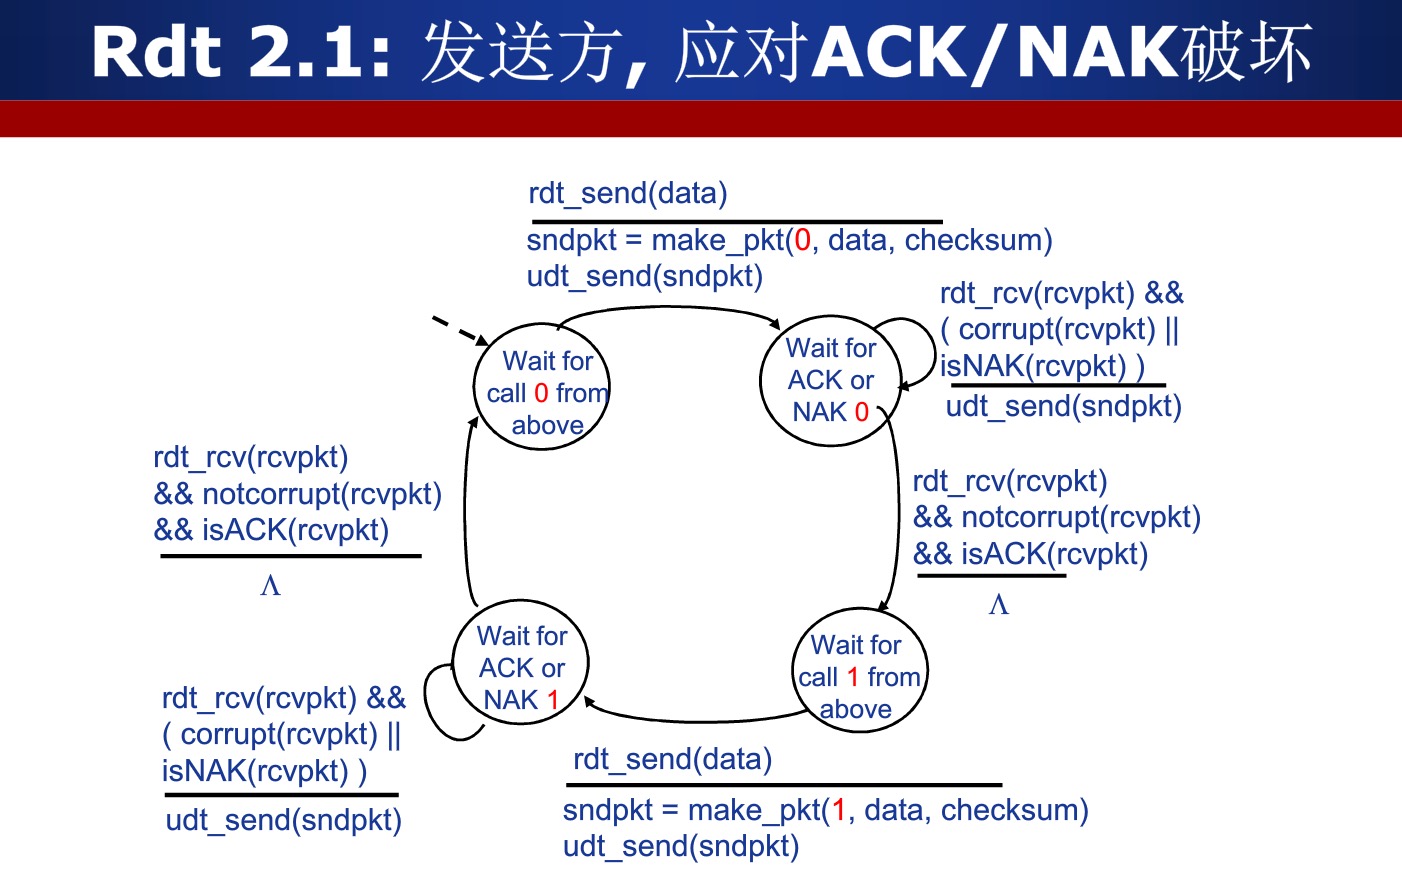 Rdt 2.1: 发送方, 应对ACK/NAK破坏
rdt_send(data)
sndpkt = make_pkt(0, data, checksum)
udt_send(sndpkt)
rdt_rcv(rcvpkt) &&
( corrupt(rcvpkt) ||
isNAK(rcvpkt) )
udt_send(sndpkt)
Wait for
call 0 from
above
Wait for
ACK or
NAK 0
rdt_rcv(rcvpkt)
&& notcorrupt(rcvpkt)
&& isACK(rcvpkt)
Λ
rdt_rcv(rcvpkt)
&& notcorrupt(rcvpkt)
&& isACK(rcvpkt)
Λ
Wait for
ACK or
NAK 1
Wait for
call 1 from
above
rdt_rcv(rcvpkt) &&
( corrupt(rcvpkt) ||
isNAK(rcvpkt) )
udt_send(sndpkt)
rdt_send(data)
sndpkt = make_pkt(1, data, checksum)
udt_send(sndpkt)